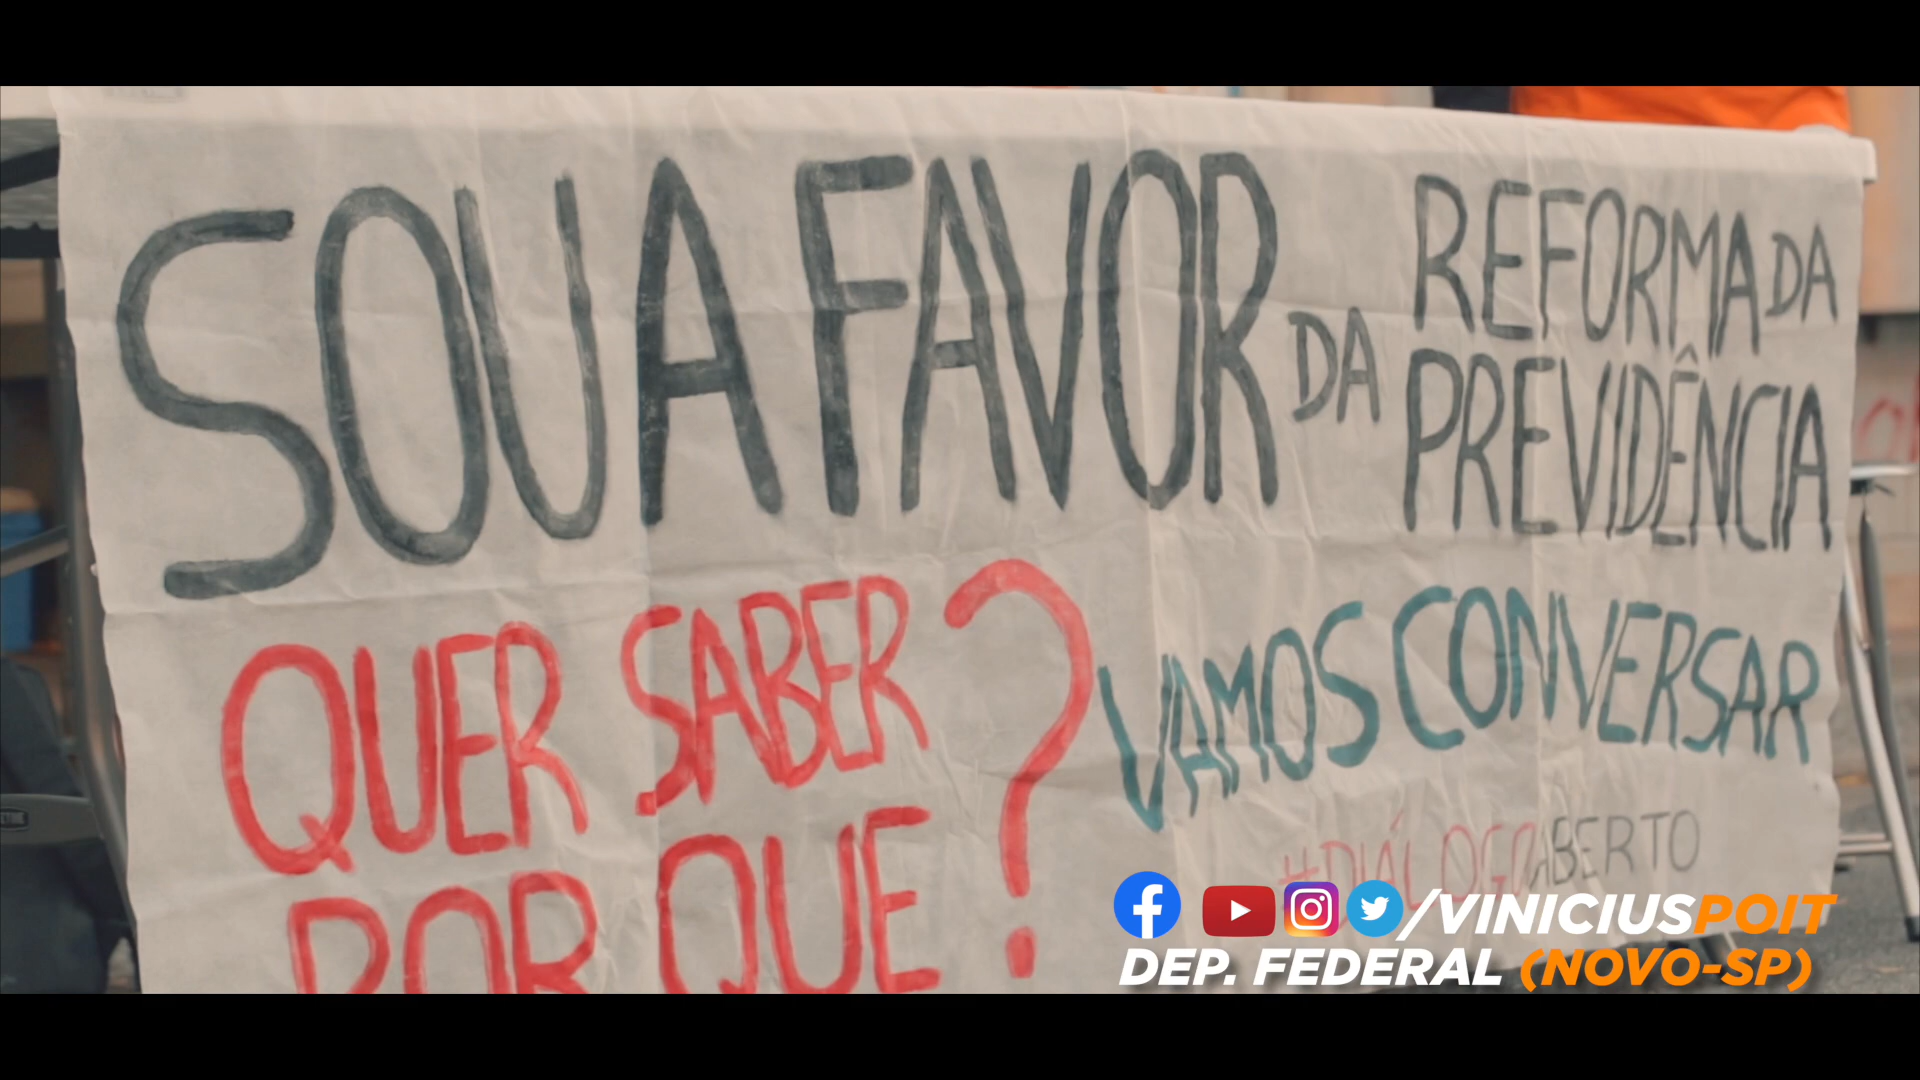 SOU A FAVOR DA REFORMA DA
PREVIDÊNCIA
QUER SABER
POR QUE?
VAMOS CONVERSAR
#DIÁLOGOABERTO
/VINICIUSPOIT
DEP. FEDERAL (NOVO-SP)